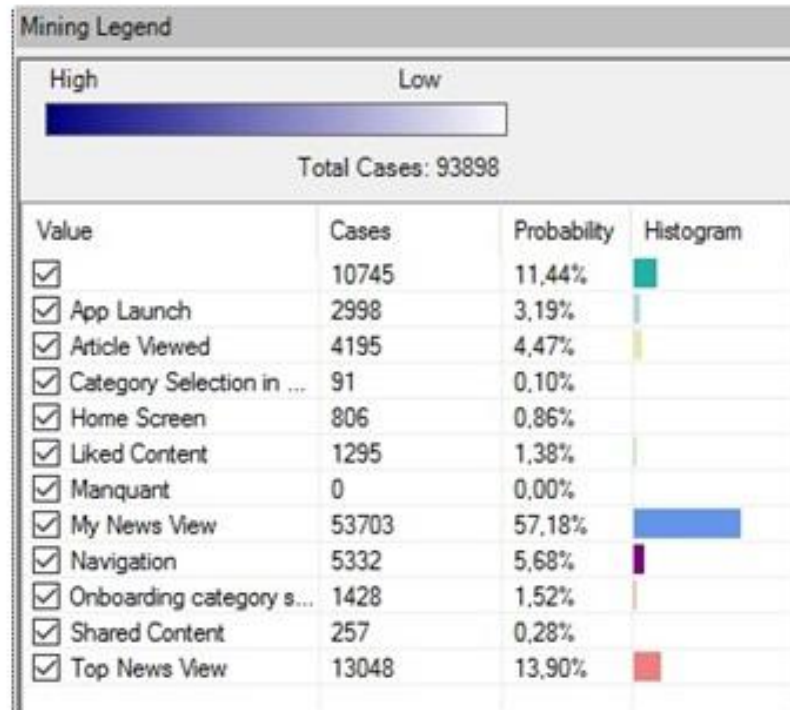 Mining Legend
High Low
Total Cases: 93898
Value Cases Probability Histogram
10745 11,44%
App Launch 2998 3,19%
Article Viewed 4195 4,47%
Category Selection in ... 91 0,10%
Home Screen 806 0,86%
Liked Content 1295 1,38%
Manquant 0 0,00%
My News View 53703 57,18%
Navigation 5332 5,68%
Onboarding category s... 1428 1,52%
Shared Content 257 0,28%
Top News View 13048 13,90%